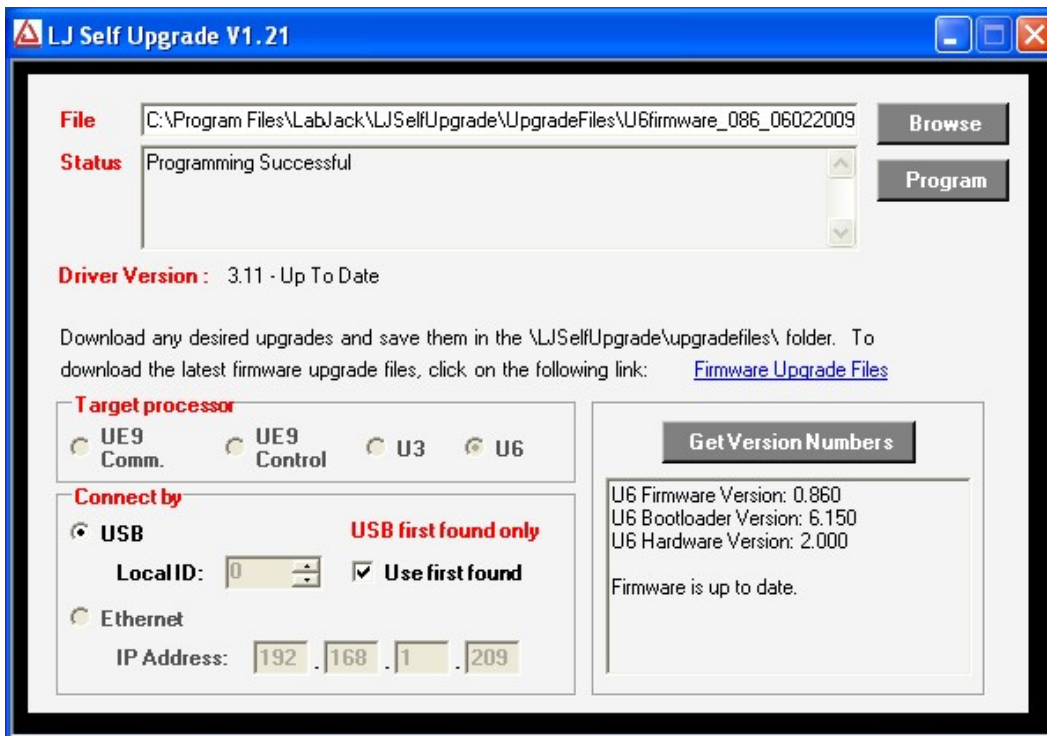 LJ Self Upgrade V1.21
File
C:\Program Files\LabJack\LJSelfUpgrade\UpgradeFiles\U6firmware_086_06022009
Browse
Status
Programming Successful
Program
Driver Version : 3.11 - Up To Date
Download any desired upgrades and save them in the \LJSelfUpgrade\upgradefiles\ folder. To
download the latest firmware upgrade files, click on the following link: Firmware Upgrade Files
Target processor
UE9 Comm.
UE9 Control
U3
U6
Connect by
USB
USB first found only
Local ID: 0
Use first found
Ethernet
IP Address: 192 . 168 . 1 . 209
Get Version Numbers
U6 Firmware Version: 0.860
U6 Bootloader Version: 6.150
U6 Hardware Version: 2.000
Firmware is up to date.